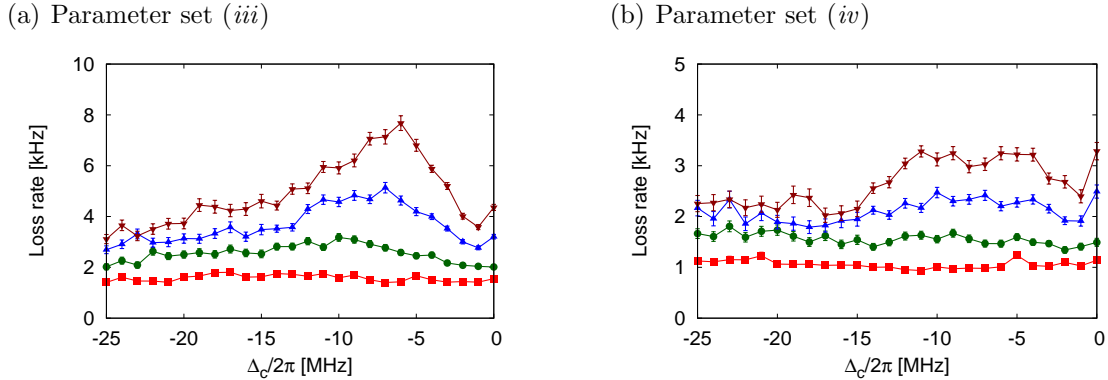 (a) Parameter set (iii)
10
8
6
4
2
0
Loss rate [kHz]
-25 -20 -15 -10 -5 0
Δc/2π [MHz]
(b) Parameter set (iv)
5
4
3
2
1
0
Loss rate [kHz]
-25 -20 -15 -10 -5 0
Δc/2π [MHz]